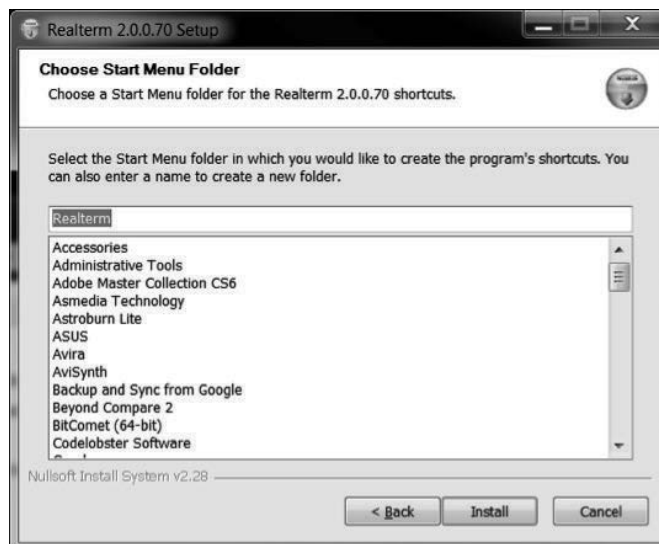 Realterm 2.0.0.70 Setup
Choose Start Menu Folder
Choose a Start Menu folder for the Realterm 2.0.0.70 shortcuts.
Select the Start Menu folder in which you would like to create the program's shortcuts. You
can also enter a name to create a new folder.
Realterm
Accessories
Administrative Tools
Adobe Master Collection CS6
Asmedia Technology
Astroburn Lite
ASUS
Avira
AviSynth
Backup and Sync from Google
Beyond Compare 2
BitComet (64-bit)
Codelobster Software
Nullsoft Install System v2.28
< Back
Install
Cancel